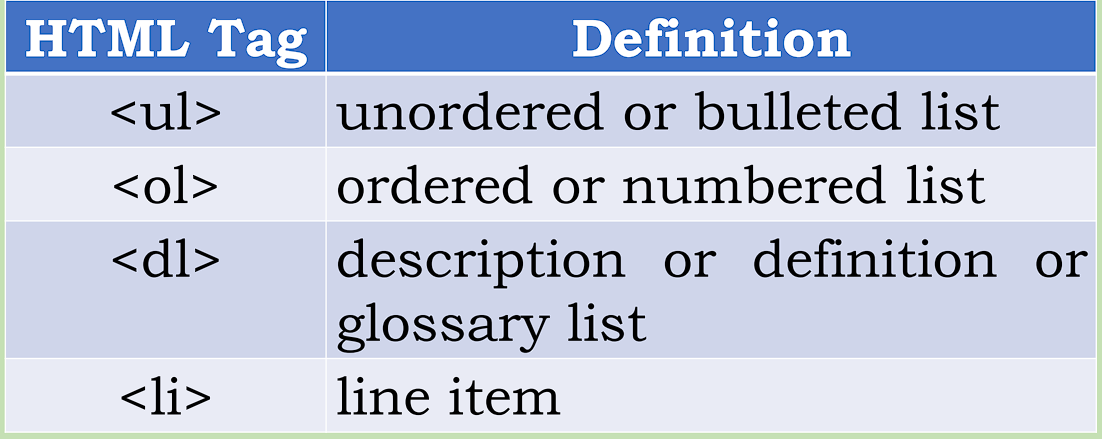 HTML Tag Definition
<ul> unordered or bulleted list
<ol> ordered or numbered list
<dl> description or definition or
glossary list
<li> line item